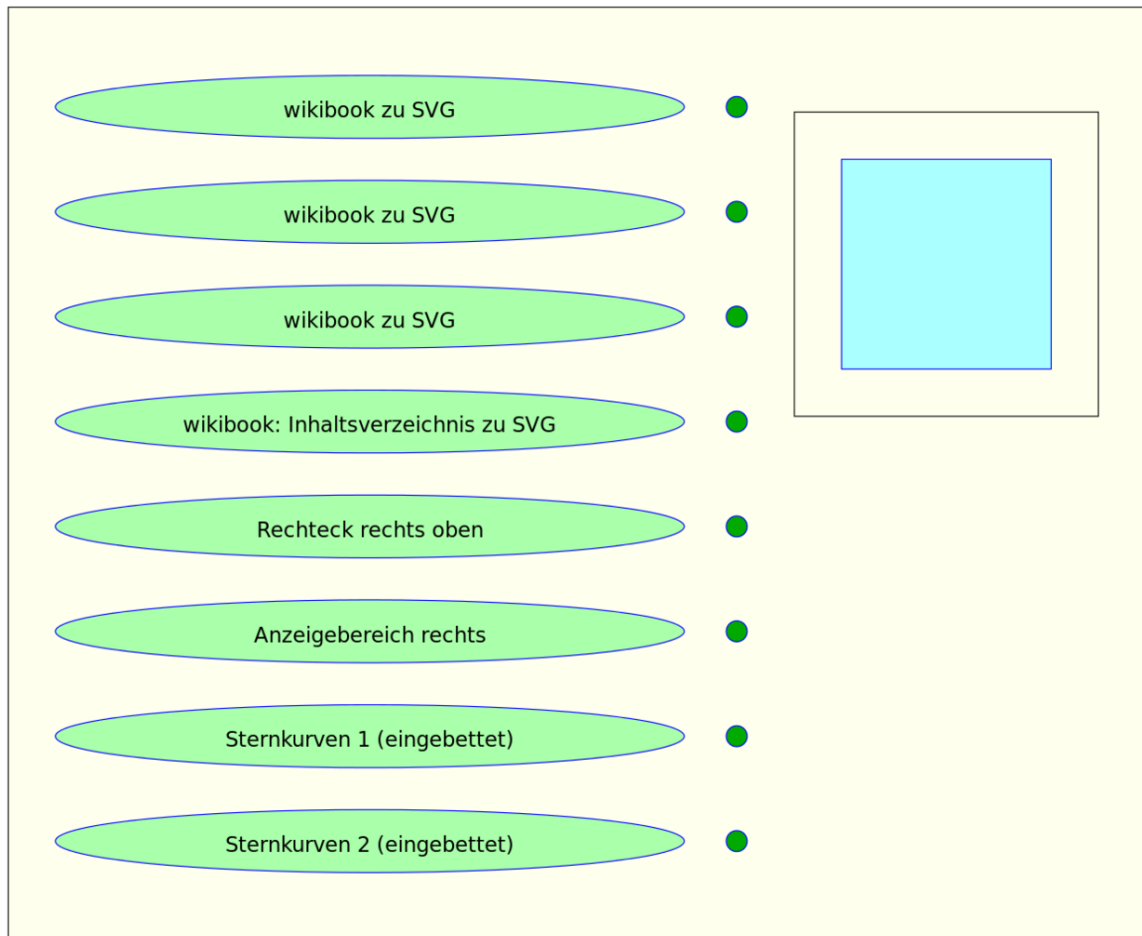 wikibook zu SVG
wikibook zu SVG
wikibook zu SVG
wikibook: Inhaltsverzeichnis zu SVG
Rechteck rechts oben
Anzeigebereich rechts
Sternkurven 1 (eingebettet)
Sternkurven 2 (eingebettet)